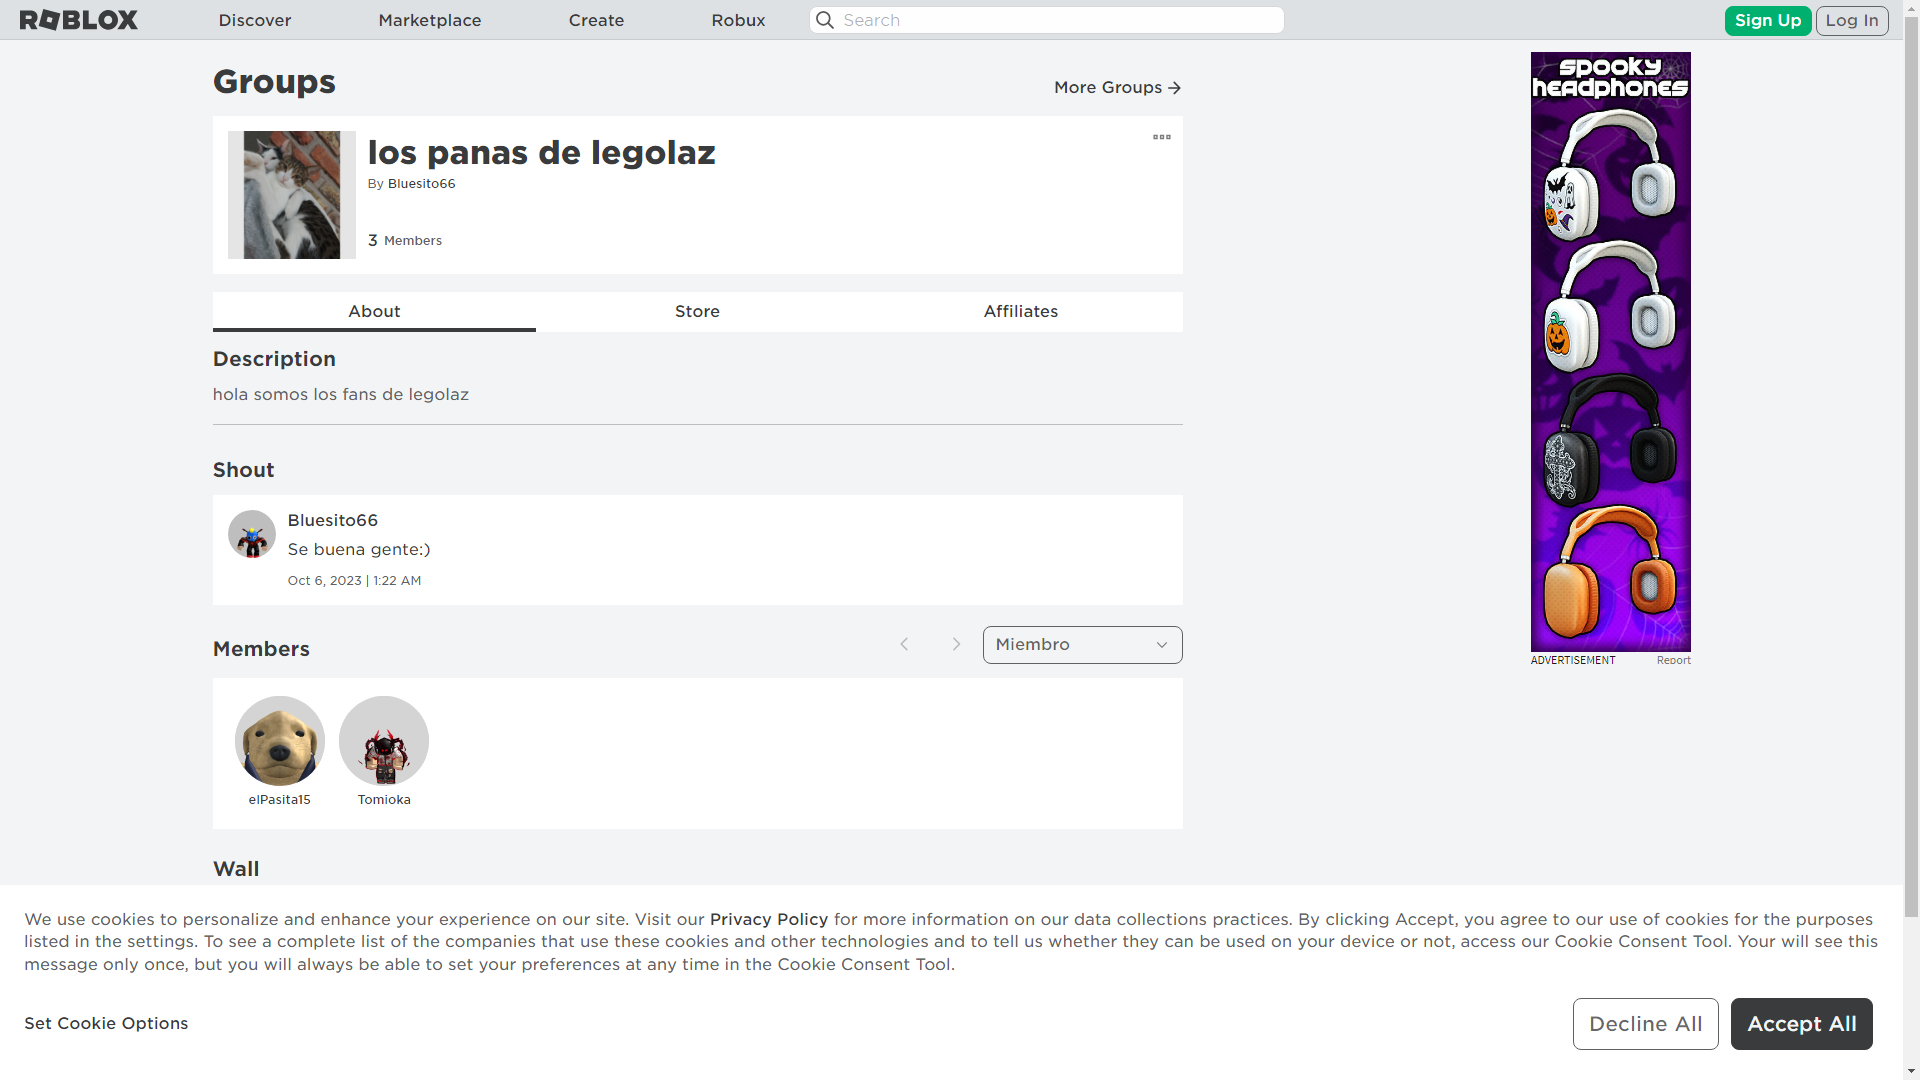 ROBLOX
Discover
Marketplace
Create
Robux
Search
Sign Up
Log In
Groups
More Groups
los panas de legolaz
By Bluesito66
3 Members
About
Store
Affiliates
Description
hola somos los fans de legolaz
Shout
Bluesito66
Se buena gente:)
Oct 6, 2023 | 1:22 AM
Members
Miembro
elPasita15
Tomioka
Wall
spooky
headphones
ADVERTISEMENT
Report
We use cookies to personalize and enhance your experience on our site. Visit our Privacy Policy for more information on our data collections practices. By clicking Accept, you agree to our use of cookies for the purposes
listed in the settings. To see a complete list of the companies that use these cookies and other technologies and to tell us whether they can be used on your device or not, access our Cookie Consent Tool. Your will see this
message only once, but you will always be able to set your preferences at any time in the Cookie Consent Tool.
Set Cookie Options
Decline All
Accept All